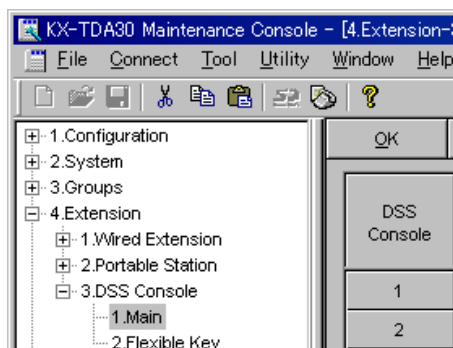 KX-TDA30 Maintenance Console - [4.Extension-
File Connect Tool Utility Window Help
52 ?
1.Configuration
2.System
3.Groups
4.Extension
1.Wired Extension
2.Portable Station
3.DSS Console
1.Main
2.Flexible Key
OK
DSS
Console
1
2